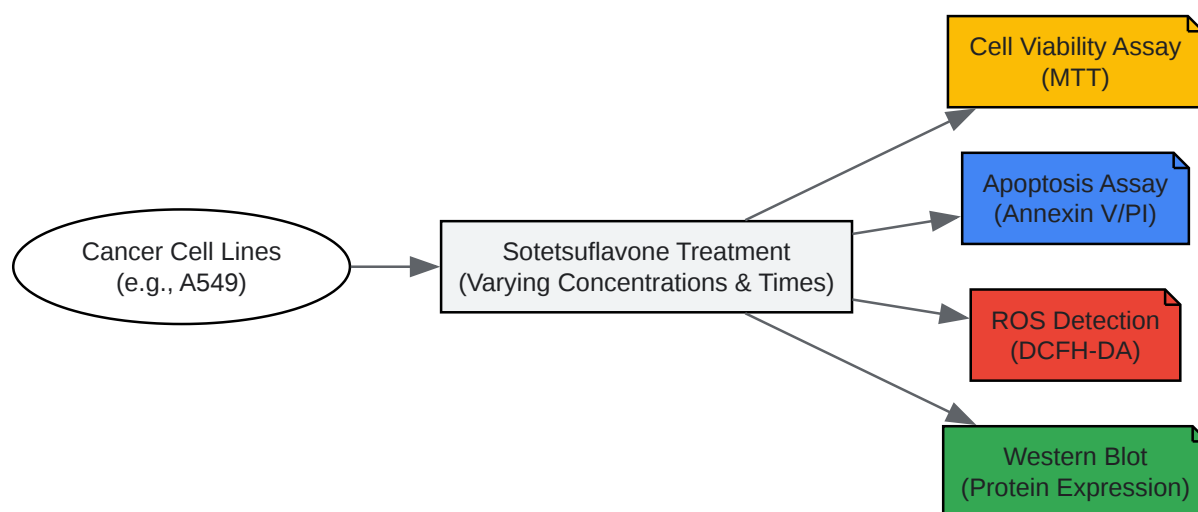 Cancer Cell Lines
(e.g., A549)
Sotetsuflavone Treatment
(Varying Concentrations & Times)
Cell Viability Assay
(MTT)
Apoptosis Assay
(Annexin V/PI)
ROS Detection
(DCFH-DA)
Western Blot
(Protein Expression)